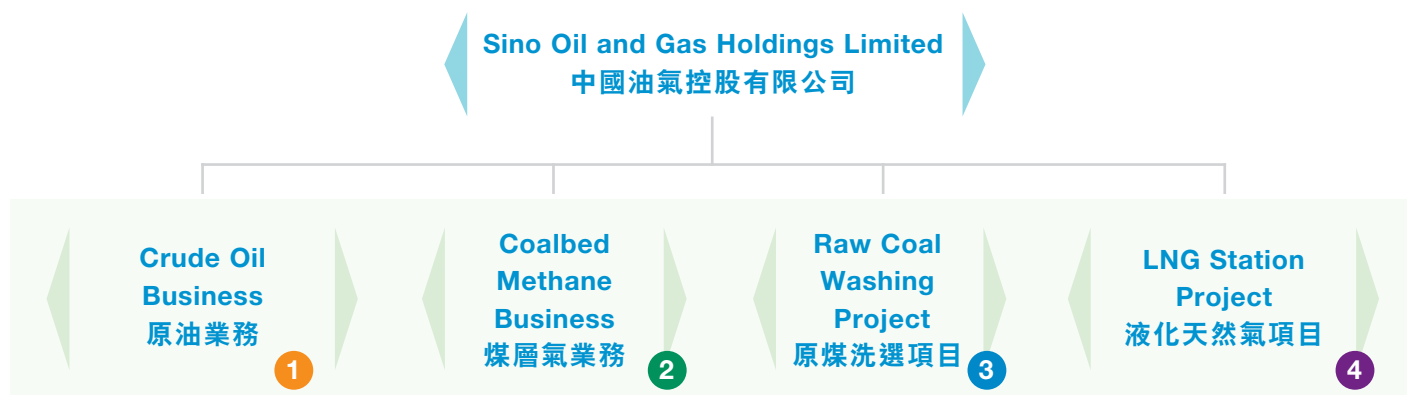 Sino Oil and Gas Holdings Limited
中國油氣控股有限公司
Crude Oil
Business
原油業務
1
Coalbed
Methane
Business
煤層氣業務
2
Raw Coal
Washing
Project
原煤洗選項目
3
LNG Station
Project
液化天然氣項目
4